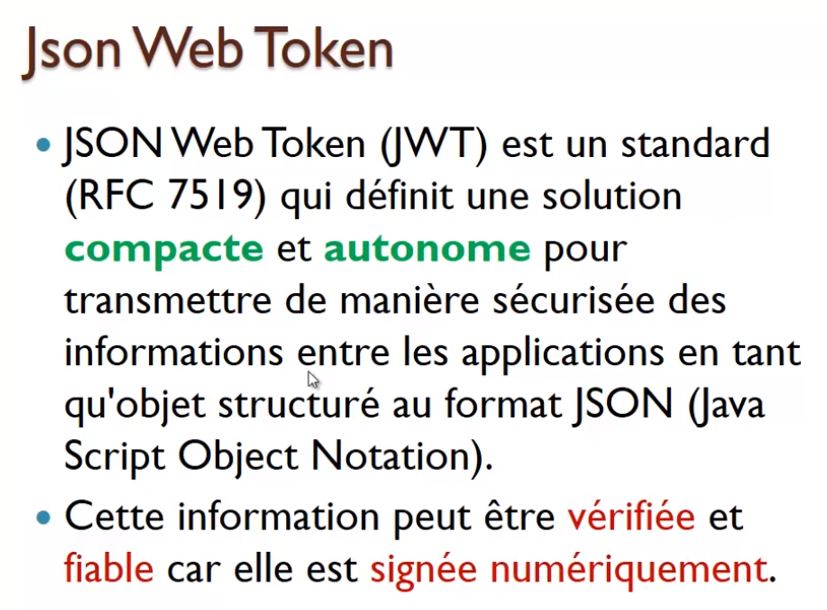 Json Web Token
• JSON Web Token (JWT) est un standard
(RFC 7519) qui définit une solution
compacte et autonome pour
transmettre de manière sécurisée des
informations entre les applications en tant
qu'objet structuré au format JSON (Java
Script Object Notation).
• Cette information peut être vérifiée et
fiable car elle est signée numériquement.